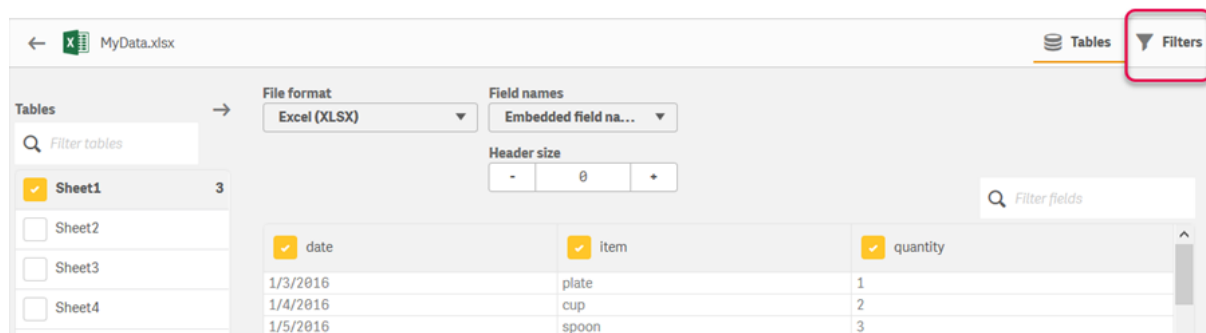 MyData.xlsx
Tables
Filters
Tables
Filter tables
Sheet1 3
Sheet2
Sheet3
Sheet4
File format
Excel (XLSX)
Field names
Embedded field na...
Header size
- 0 +
Filter fields
date item quantity
1/3/2016 plate 1
1/4/2016 cup 2
1/5/2016 spoon 3